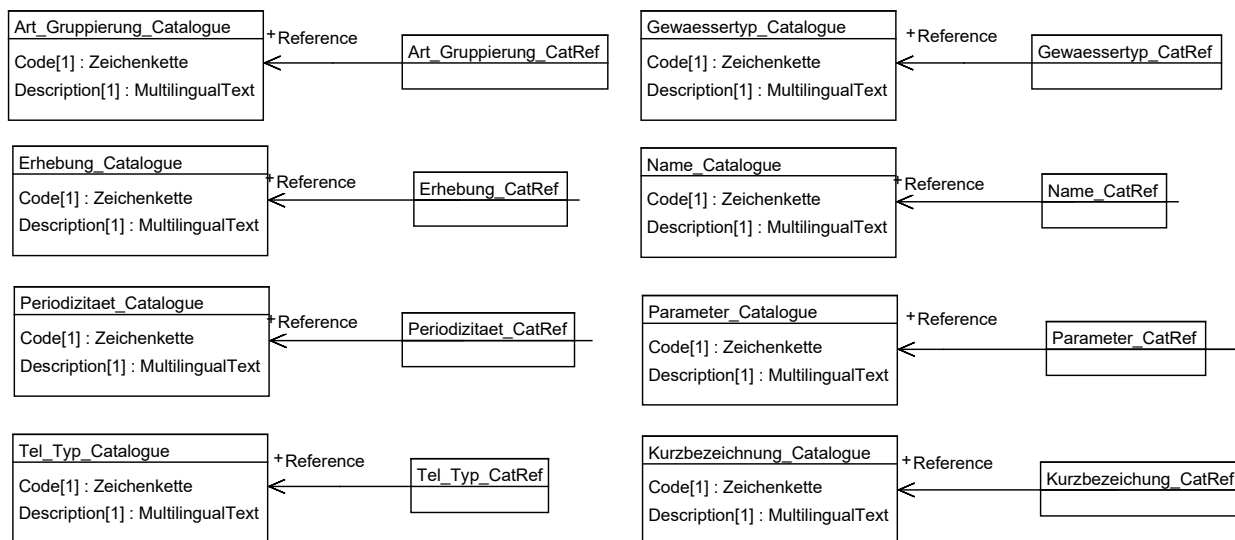 Art_Gruppierung_Catalogue
Code[1] : Zeichenkette
Description[1] : MultilingualText
+Reference
Art_Gruppierung_CatRef
Gewaessertyp_Catalogue
Code[1] : Zeichenkette
Description[1] : MultilingualText
+Reference
Gewaessertyp_CatRef
Erhebung_Catalogue
Code[1] : Zeichenkette
Description[1] : MultilingualText
+Reference
Erhebung_CatRef
Name_Catalogue
Code[1] : Zeichenkette
Description[1] : MultilingualText
+Reference
Name_CatRef
Periodizitaet_Catalogue
Code[1] : Zeichenkette
Description[1] : MultilingualText
+Reference
Periodizitaet_CatRef
Parameter_Catalogue
Code[1] : Zeichenkette
Description[1] : MultilingualText
+Reference
Parameter_CatRef
Tel_Typ_Catalogue
Code[1] : Zeichenkette
Description[1] : MultilingualText
+Reference
Tel_Typ_CatRef
Kurzbezeichnung_Catalogue
Code[1] : Zeichenkette
Description[1] : MultilingualText
+Reference
Kurzbezeichung_CatRef